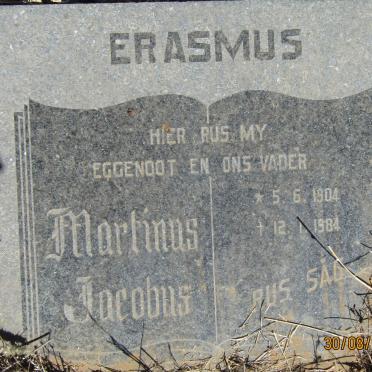 ERASMUS
HIER RUS MY
EGGENOOT EN ONS VADER
Martinus
Jacobus
* 5. 6. 1904
† 12. 1. 1984
RUS SAG
30/08/